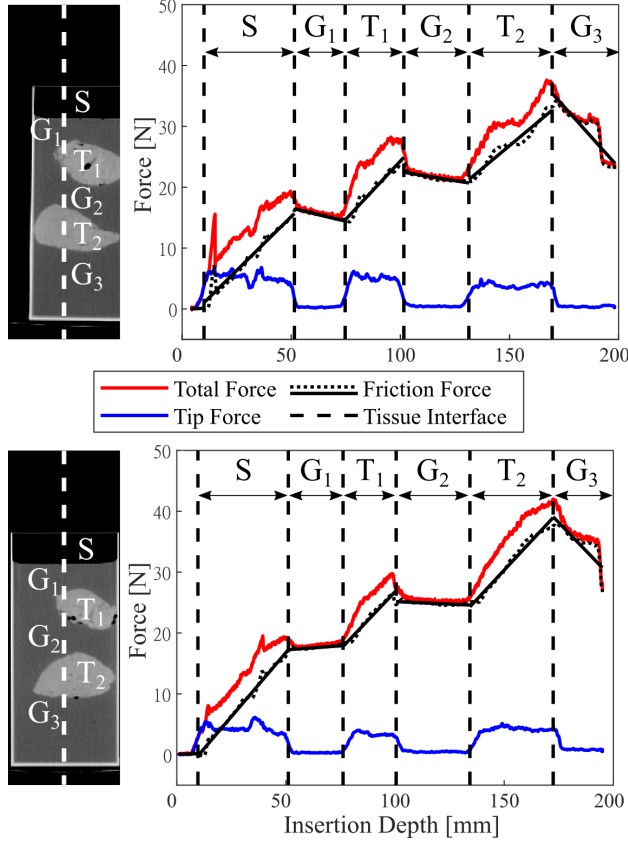 S
G1
T1
G2
T2
G3
S G1 T1 G2 T2 G3
50
40
30
20
10
0
Force [N]
0 50 100 150 200
Total Force Friction Force
Tip Force Tissue Interface
S
G1
T1
G2
T2
G3
S G1 T1 G2 T2 G3
50
40
30
20
10
0
Force [N]
0 50 100 150 200
Insertion Depth [mm]